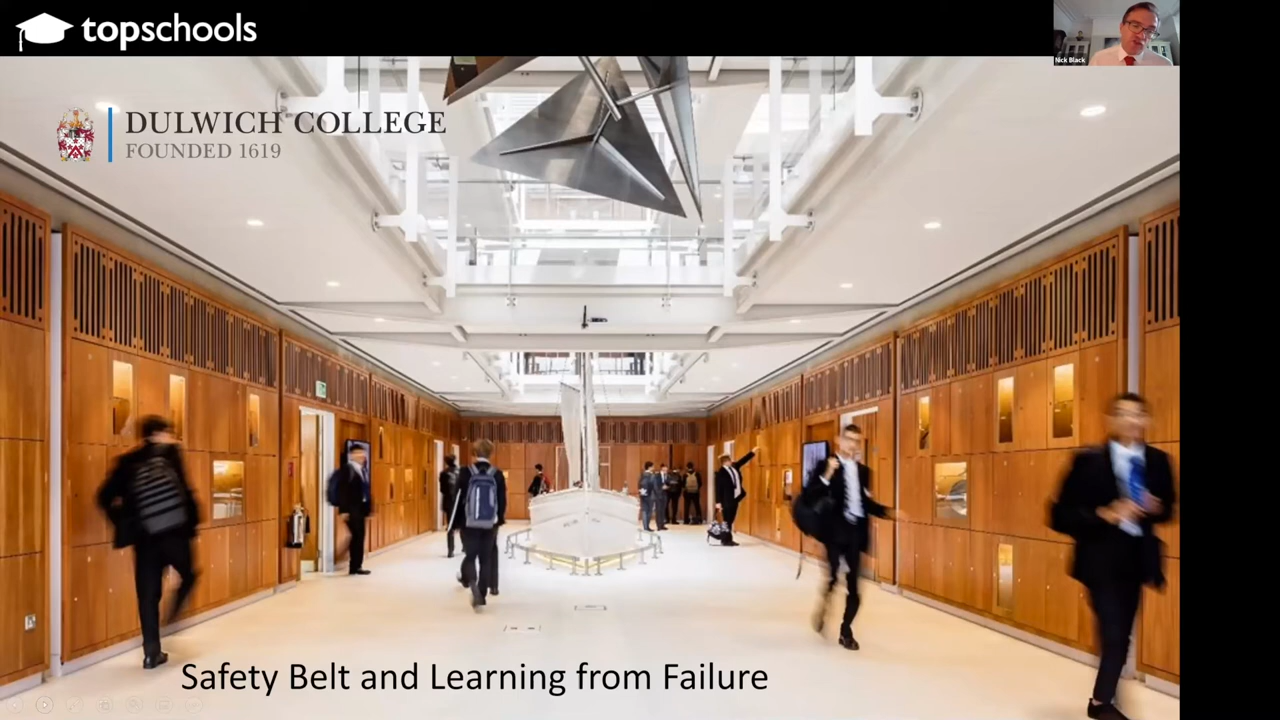 topschools
Nick Black
DULWICH COLLEGE
FOUNDED 1619
Safety Belt and Learning from Failure